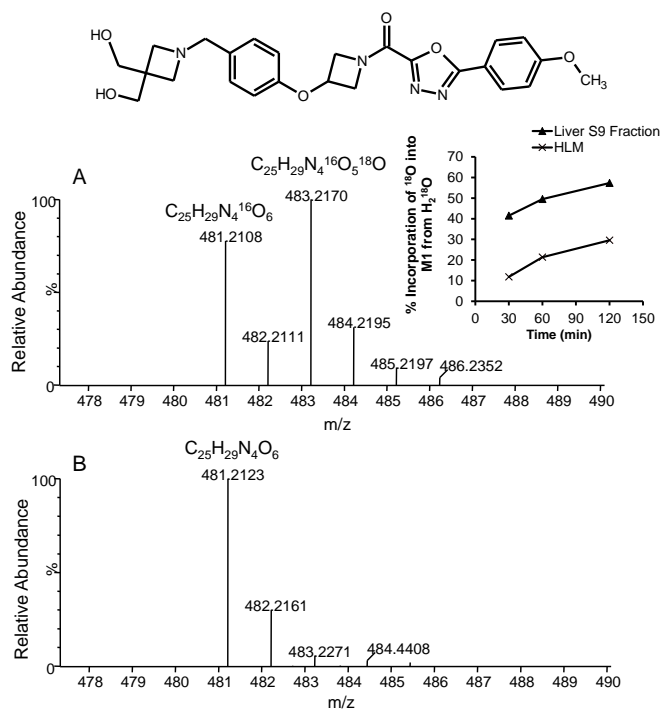 O
HO
N
N
O
O
CH₃
HO
O
N N
Liver S9 Fraction
HLM
A
C₂₅H₂₉N₄¹⁶O₅¹⁸O
C₂₅H₂₉N₄¹⁶O₆
100
483.2170
481.2108
482.2111
484.2195
485.2197
486.2352
Relative Abundance
%
0
478 479 480 481 482 483 484 485 486 487 488 489 490
m/z
% Incorporation of ¹⁸O into
M1 from H₂¹⁸O
70
60
50
40
30
20
10
0
0 30 60 90 120 150
Time (min)
B
C₂₅H₂₉N₄O₆
100
481.2123
482.2161
483.2271
484.4408
Relative Abundance
%
0
478 479 480 481 482 483 484 485 486 487 488 489 490
m/z